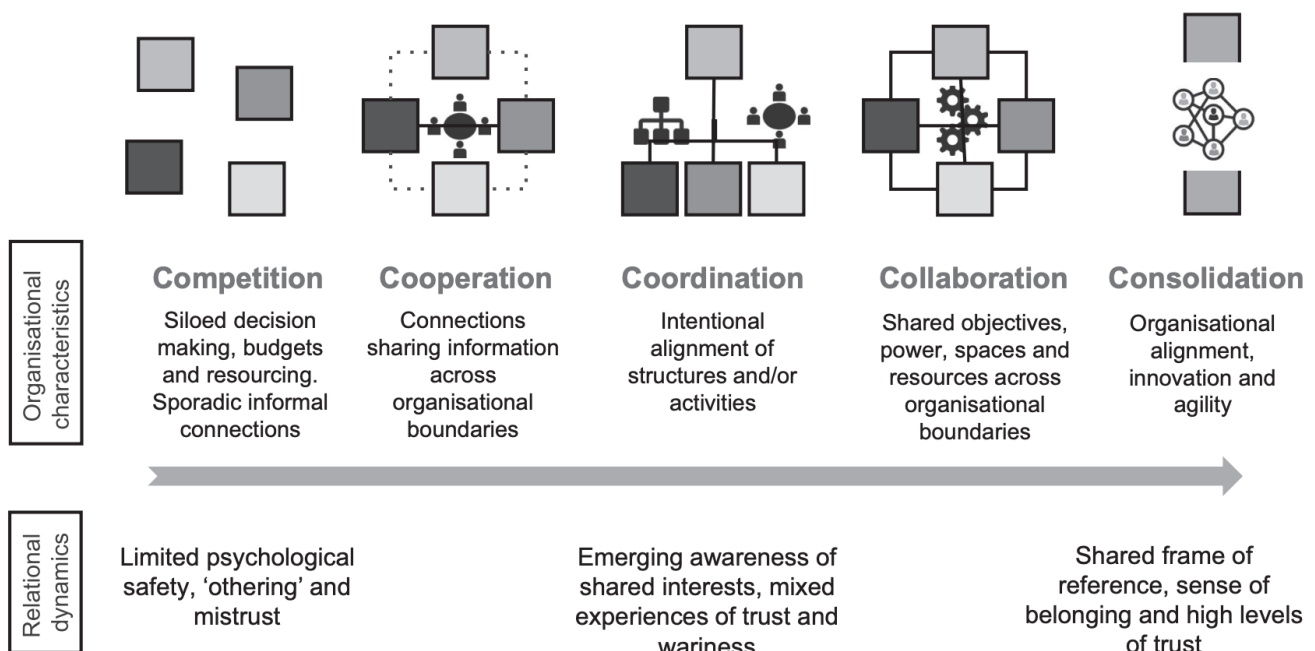 Organisational
characteristics
Competition
Siloed decision
making, budgets
and resourcing.
Sporadic informal
connections
Cooperation
Connections
sharing information
across
organisational
boundaries
Coordination
Intentional
alignment of
structures and/or
activities
Collaboration
Shared objectives,
power, spaces and
resources across
organisational
boundaries
Consolidation
Organisational
alignment,
innovation and
agility
Relational
dynamics
Limited psychological
safety, ‘othering’ and
mistrust
Emerging awareness of
shared interests, mixed
experiences of trust and
wariness
Shared frame of
reference, sense of
belonging and high levels
of trust